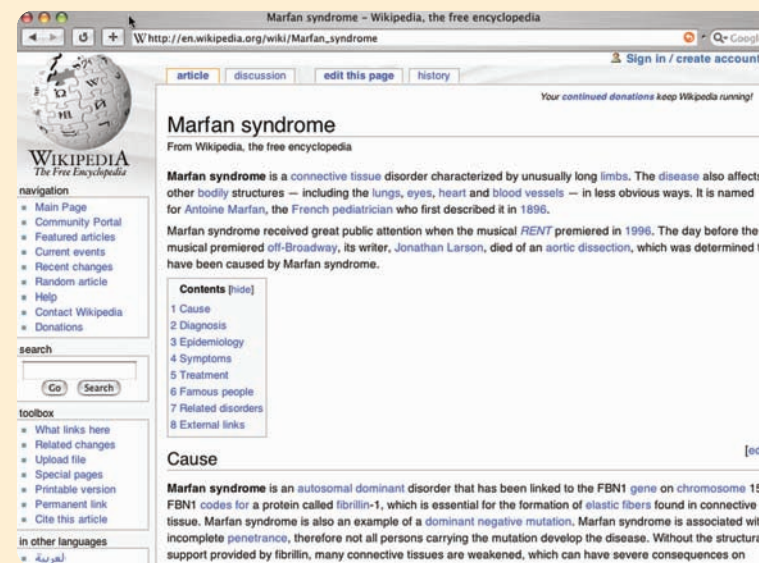 Marfan syndrome – Wikipedia, the free encyclopedia
http://en.wikipedia.org/wiki/Marfan_syndrome
Googl
Sign in / create account
article discussion edit this page history
Your continued donations keep Wikipedia running!
WIKIPEDIA
The Free Encyclopedia
navigation
Main Page
Community Portal
Featured articles
Current events
Recent changes
Random article
Help
Contact Wikipedia
Donations
search
Go Search
toolbox
What links here
Related changes
Upload file
Special pages
Printable version
Permanent link
Cite this article
in other languages
العربية
Marfan syndrome
From Wikipedia, the free encyclopedia
Marfan syndrome is a connective tissue disorder characterized by unusually long limbs. The disease also affects
other bodily structures — including the lungs, eyes, heart and blood vessels — in less obvious ways. It is named
for Antoine Marfan, the French pediatrician who first described it in 1896.
Marfan syndrome received great public attention when the musical RENT premiered in 1996. The day before the
musical premiered off-Broadway, its writer, Jonathan Larson, died of an aortic dissection, which was determined t
have been caused by Marfan syndrome.
Contents [hide]
1 Cause
2 Diagnosis
3 Epidemiology
4 Symptoms
5 Treatment
6 Famous people
7 Related disorders
8 External links
Cause [ed
Marfan syndrome is an autosomal dominant disorder that has been linked to the FBN1 gene on chromosome 15
FBN1 codes for a protein called fibrillin-1, which is essential for the formation of elastic fibers found in connective
tissue. Marfan syndrome is also an example of a dominant negative mutation. Marfan syndrome is associated wit
incomplete penetrance, therefore not all persons carrying the mutation develop the disease. Without the structura
support provided by fibrillin, many connective tissues are weakened, which can have severe consequences on